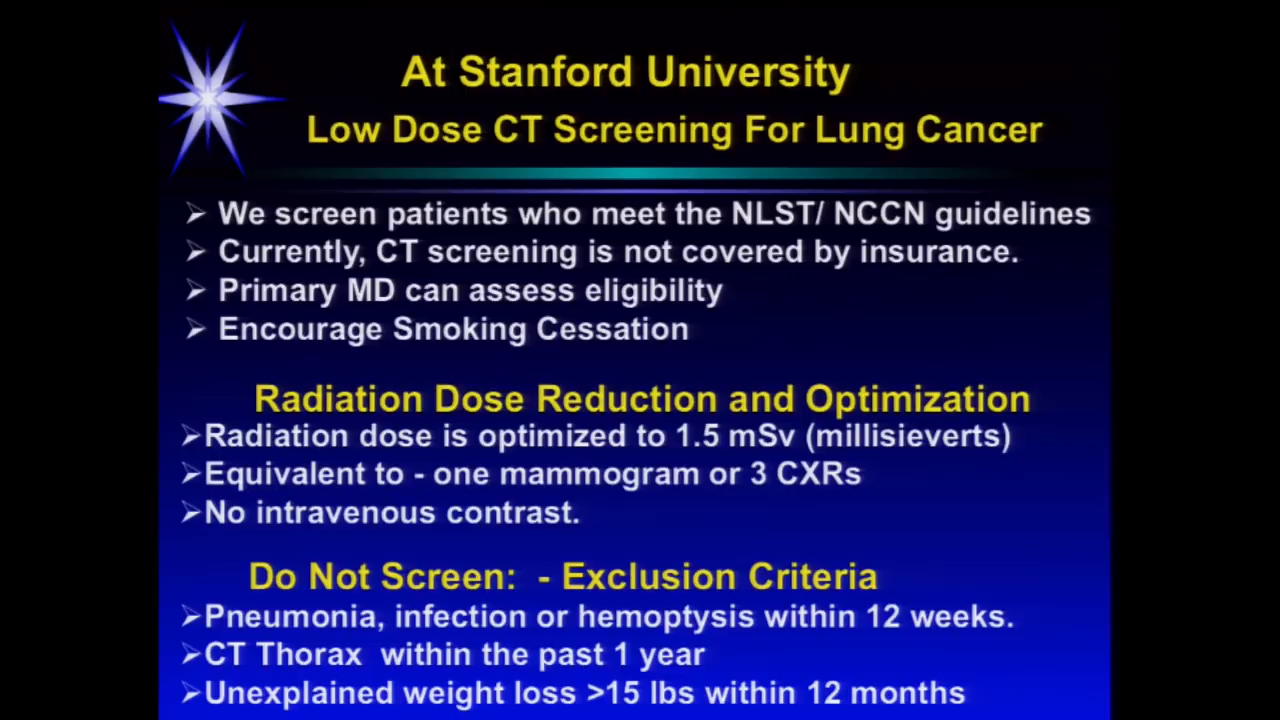 At Stanford University
Low Dose CT Screening For Lung Cancer
➢ We screen patients who meet the NLST/ NCCN guidelines
➢ Currently, CT screening is not covered by insurance.
➢ Primary MD can assess eligibility
➢ Encourage Smoking Cessation
Radiation Dose Reduction and Optimization
➢Radiation dose is optimized to 1.5 mSv (millisieverts)
➢Equivalent to - one mammogram or 3 CXRs
➢No intravenous contrast.
Do Not Screen: - Exclusion Criteria
➢Pneumonia, infection or hemoptysis within 12 weeks.
➢CT Thorax within the past 1 year
➢Unexplained weight loss >15 lbs within 12 months